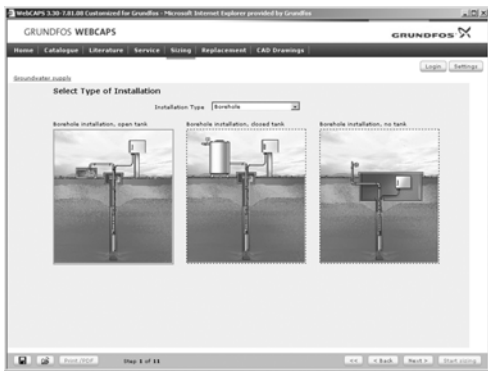 WebCAPS 3.30-7.01.08 Customized for Grundfos - Microsoft Internet Explorer provided by Grundfos
GRUNDFOS WEBCAPS
GRUNDFOS
Home Catalogue Literature Service Sizing Replacement CAD Drawings
Login Settings
Groundwater supply
Select Type of Installation
Installation Type Borehole
Borehole installation, open tank Borehole installation, closed tank Borehole installation, no tank
Print/PDF Step 1 of 11 << < Back Next > Start sizing